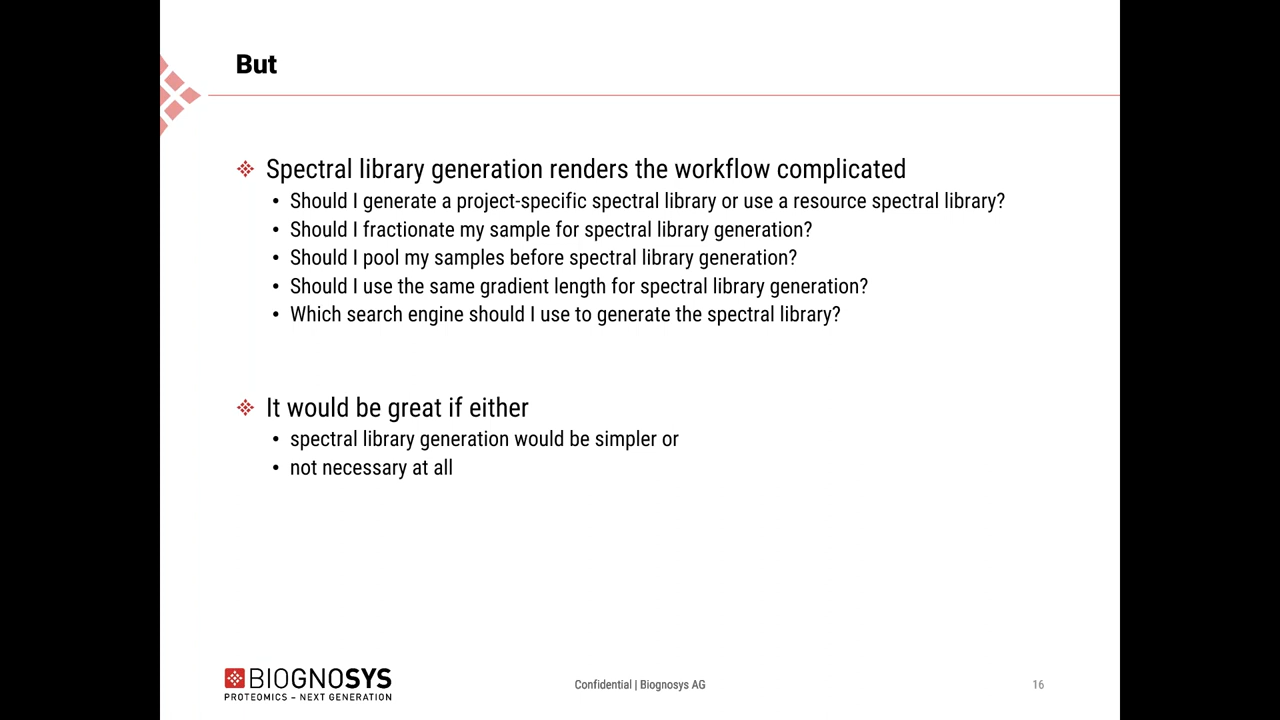 But
Spectral library generation renders the workflow complicated
• Should I generate a project-specific spectral library or use a resource spectral library?
• Should I fractionate my sample for spectral library generation?
• Should I pool my samples before spectral library generation?
• Should I use the same gradient length for spectral library generation?
• Which search engine should I use to generate the spectral library?
It would be great if either
• spectral library generation would be simpler or
• not necessary at all
BIOGNOSYS
PROTEOMICS – NEXT GENERATION
Confidential | Biognosys AG
16